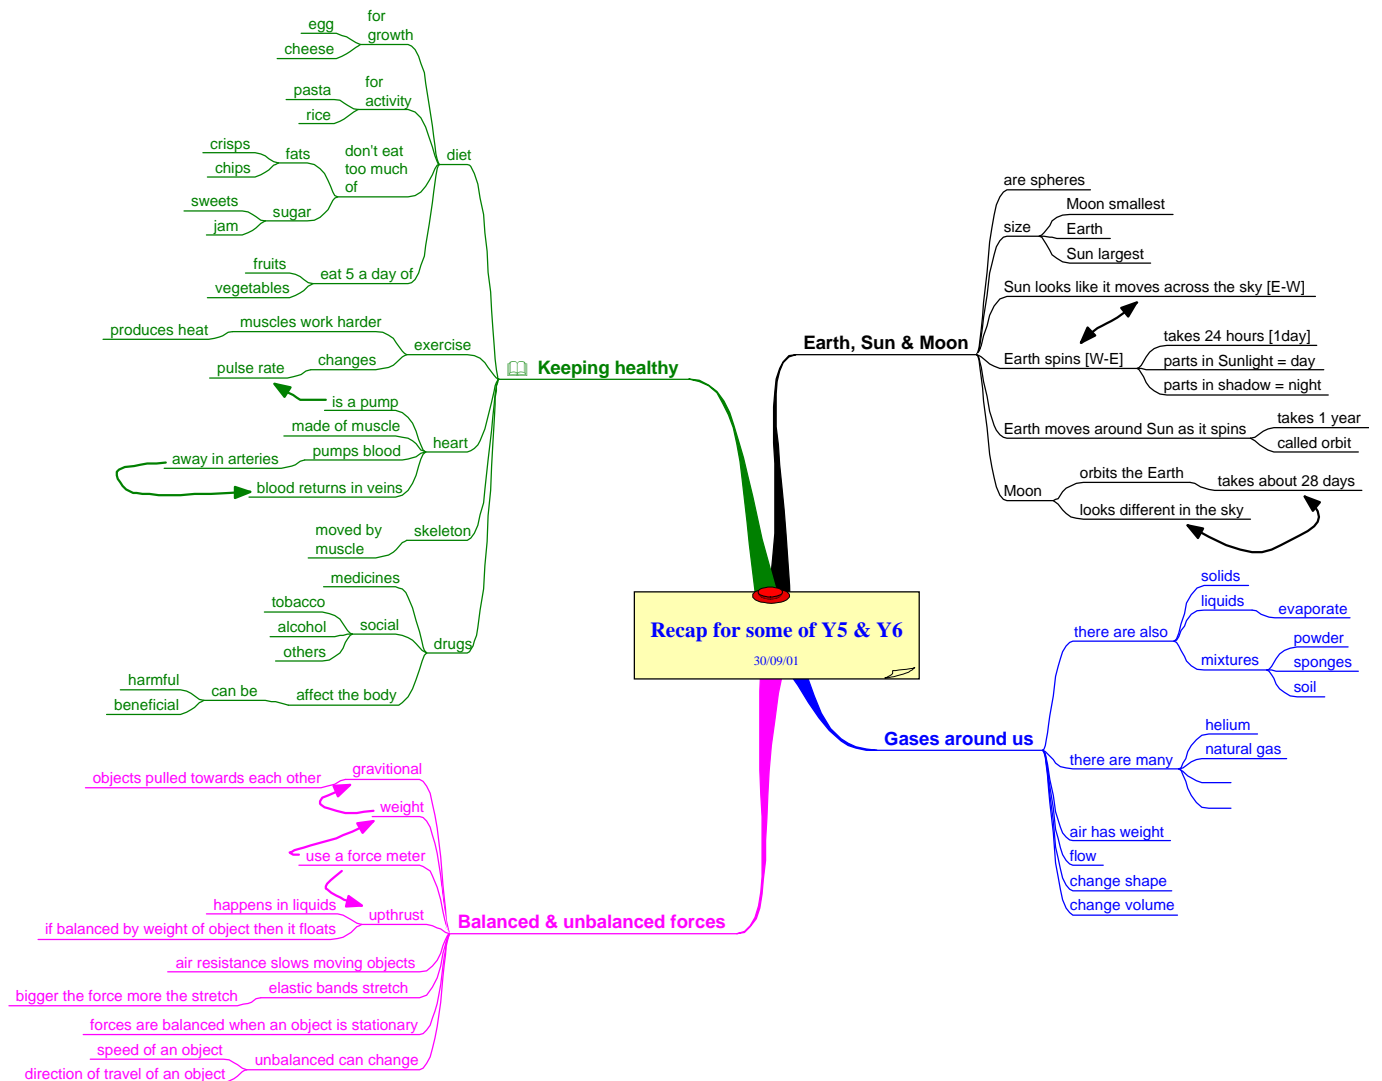 Recap for some of Y5 & Y6
30/09/01
Keeping healthy
diet
for
growth
egg
cheese
for
activity
pasta
rice
don't eat
too much
of
fats
crisps
chips
sugar
sweets
jam
eat 5 a day of
fruits
vegetables
exercise
muscles work harder
produces heat
changes
pulse rate
heart
is a pump
made of muscle
pumps blood
away in arteries
blood returns in veins
skeleton
moved by
muscle
drugs
medicines
social
tobacco
alcohol
others
affect the body
can be
harmful
beneficial
Earth, Sun & Moon
are spheres
size
Moon smallest
Earth
Sun largest
Sun looks like it moves across the sky [E-W]
Earth spins [W-E]
takes 24 hours [1day]
parts in Sunlight = day
parts in shadow = night
Earth moves around Sun as it spins
takes 1 year
called orbit
Moon
orbits the Earth
takes about 28 days
looks different in the sky
Gases around us
there are also
solids
liquids
evaporate
mixtures
powder
sponges
soil
there are many
helium
natural gas
air has weight
flow
change shape
change volume
Balanced & unbalanced forces
gravitional
objects pulled towards each other
weight
use a force meter
upthrust
happens in liquids
if balanced by weight of object then it floats
air resistance slows moving objects
elastic bands stretch
bigger the force more the stretch
forces are balanced when an object is stationary
unbalanced can change
speed of an object
direction of travel of an object